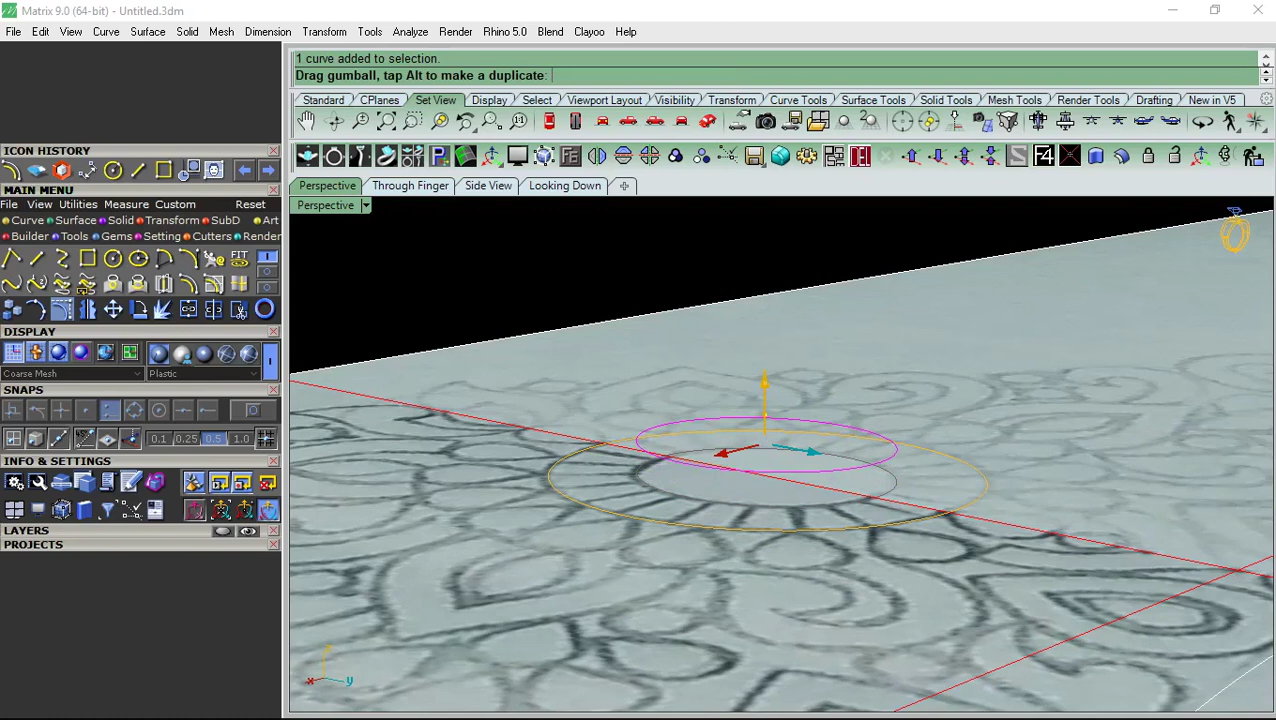 Matrix 9.0 (64-bit) - Untitled.3dm
File Edit View Curve Surface Solid Mesh Dimension Transform Tools Analyze Render Rhino 5.0 Blend Clayoo Help
1 curve added to selection.
Drag gumball, tap Alt to make a duplicate:
Standard CPlanes Set View Display Select Viewport Layout Visibility Transform Curve Tools Surface Tools Solid Tools Mesh Tools Render Tools Drafting New in V5
ICON HISTORY
MAIN MENU
File View Utilities Measure Custom Reset
Curve Surface Solid Transform SubD Art
Builder Tools Gems Setting Cutters Render
FIT
DISPLAY
Coarse Mesh Plastic
SNAPS
0.1 0.25 0.5 1.0
INFO & SETTINGS
LAYERS
PROJECTS
F4
Perspective Through Finger Side View Looking Down
Perspective
x y